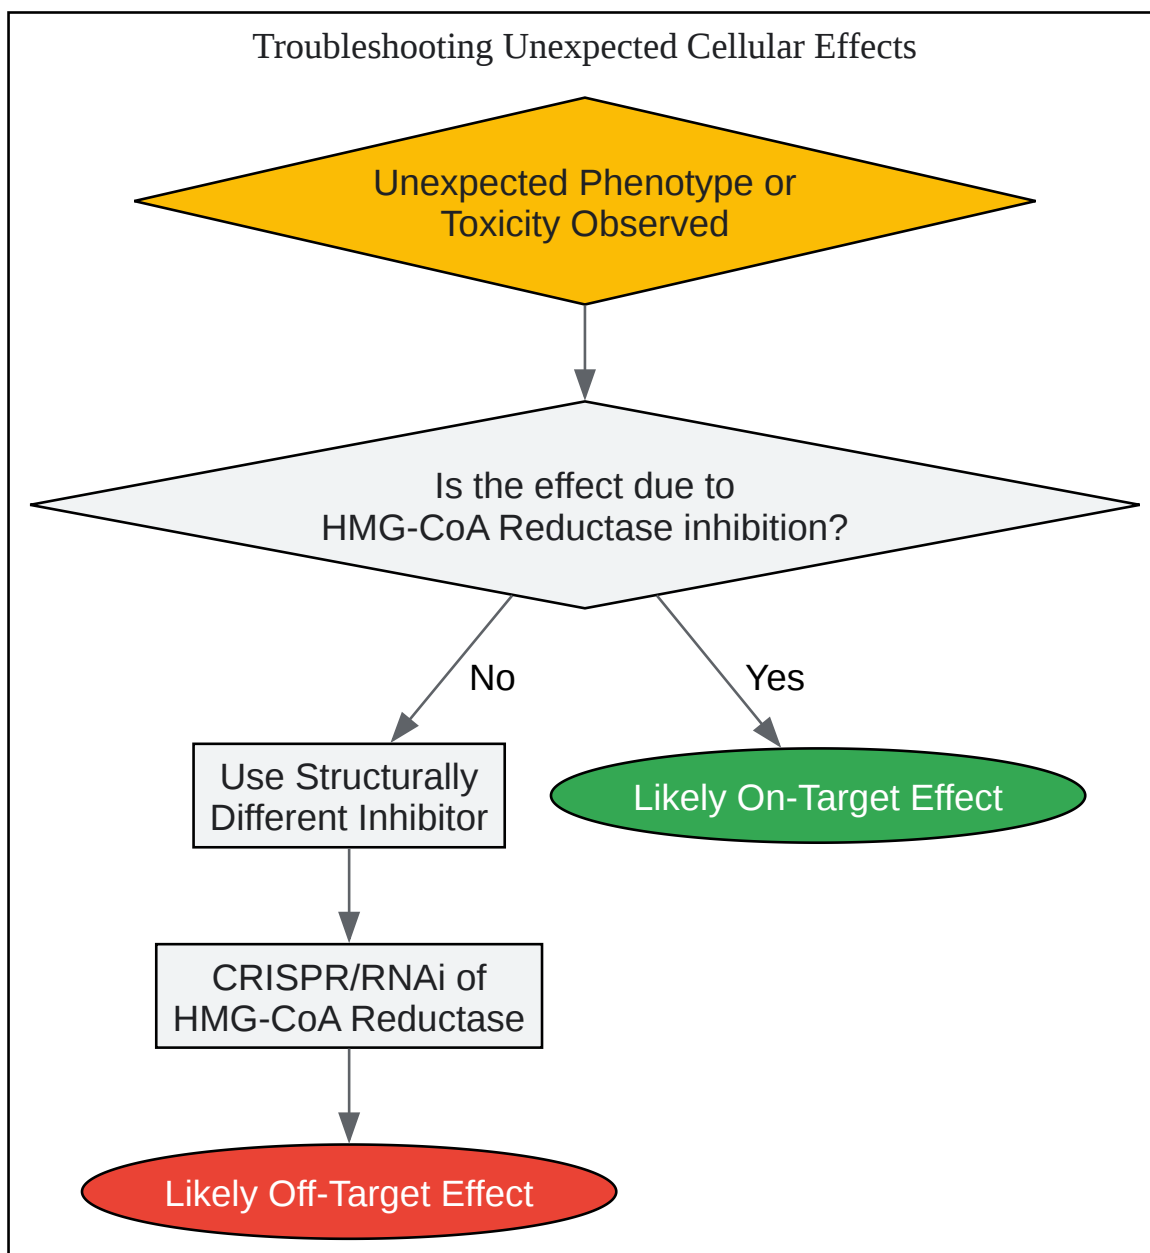 Troubleshooting Unexpected Cellular Effects
Unexpected Phenotype or
Toxicity Observed
Is the effect due to
HMG-CoA Reductase inhibition?
No
Yes
Use Structurally
Different Inhibitor
Likely On-Target Effect
CRISPR/RNAi of
HMG-CoA Reductase
Likely Off-Target Effect